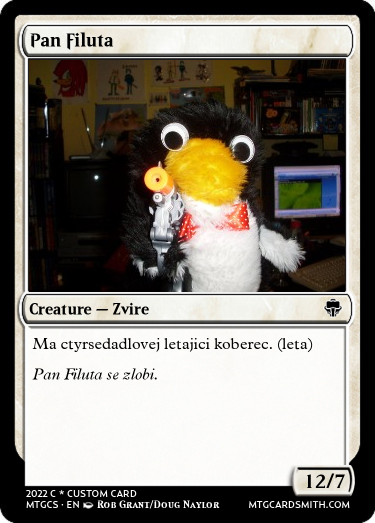 Pan Filuta
Creature — Zvire
Ma ctyrsedadlovej letajici koberec. (leta)
Pan Filuta se zlobi.
12/7
2022 C * CUSTOM CARD
MTGCS • EN Rob Grant/Doug Naylor
MTGCARDSMITH.COM